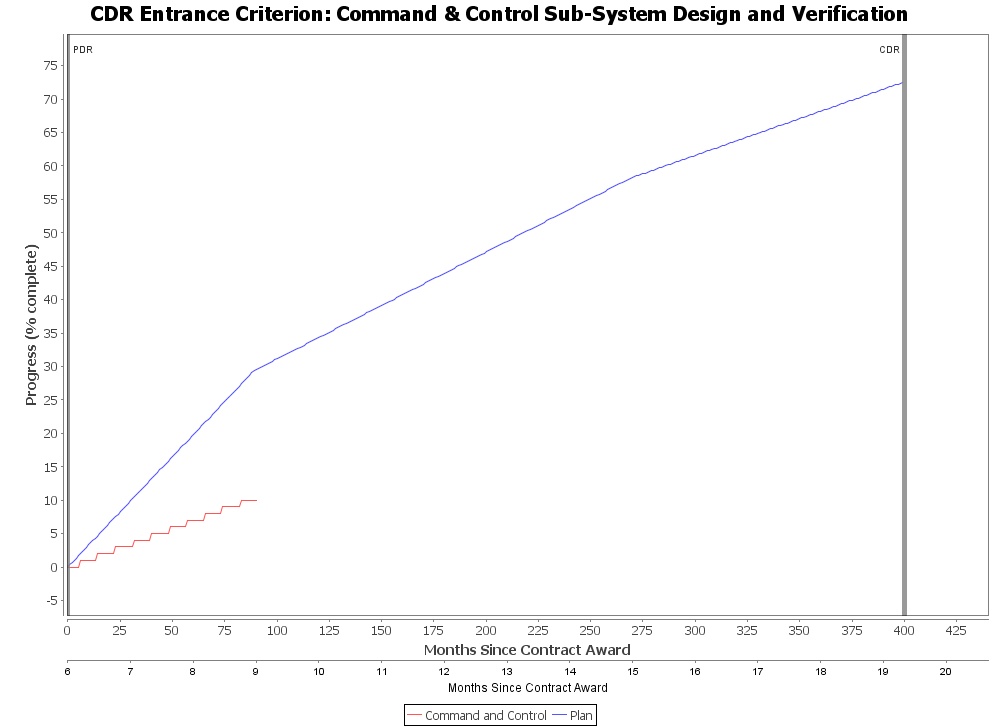 CDR Entrance Criterion: Command & Control Sub-System Design and Verification
PDR
CDR
75
70
65
60
55
50
45
40
35
30
25
20
15
10
5
0
-5
Progress (% complete)
0 25 50 75 100 125 150 175 200 225 250 275 300 325 350 375 400 425
Months Since Contract Award
6 7 8 9 10 11 12 13 14 15 16 17 18 19 20
Months Since Contract Award
Command and Control Plan